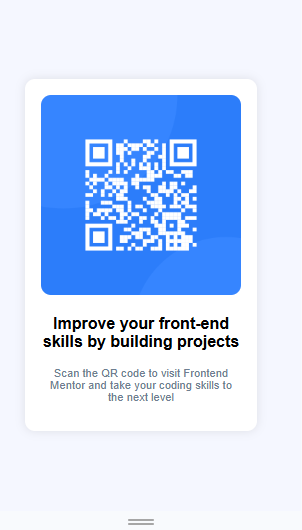 Improve your front-end
skills by building projects
Scan the QR code to visit Frontend
Mentor and take your coding skills to
the next level